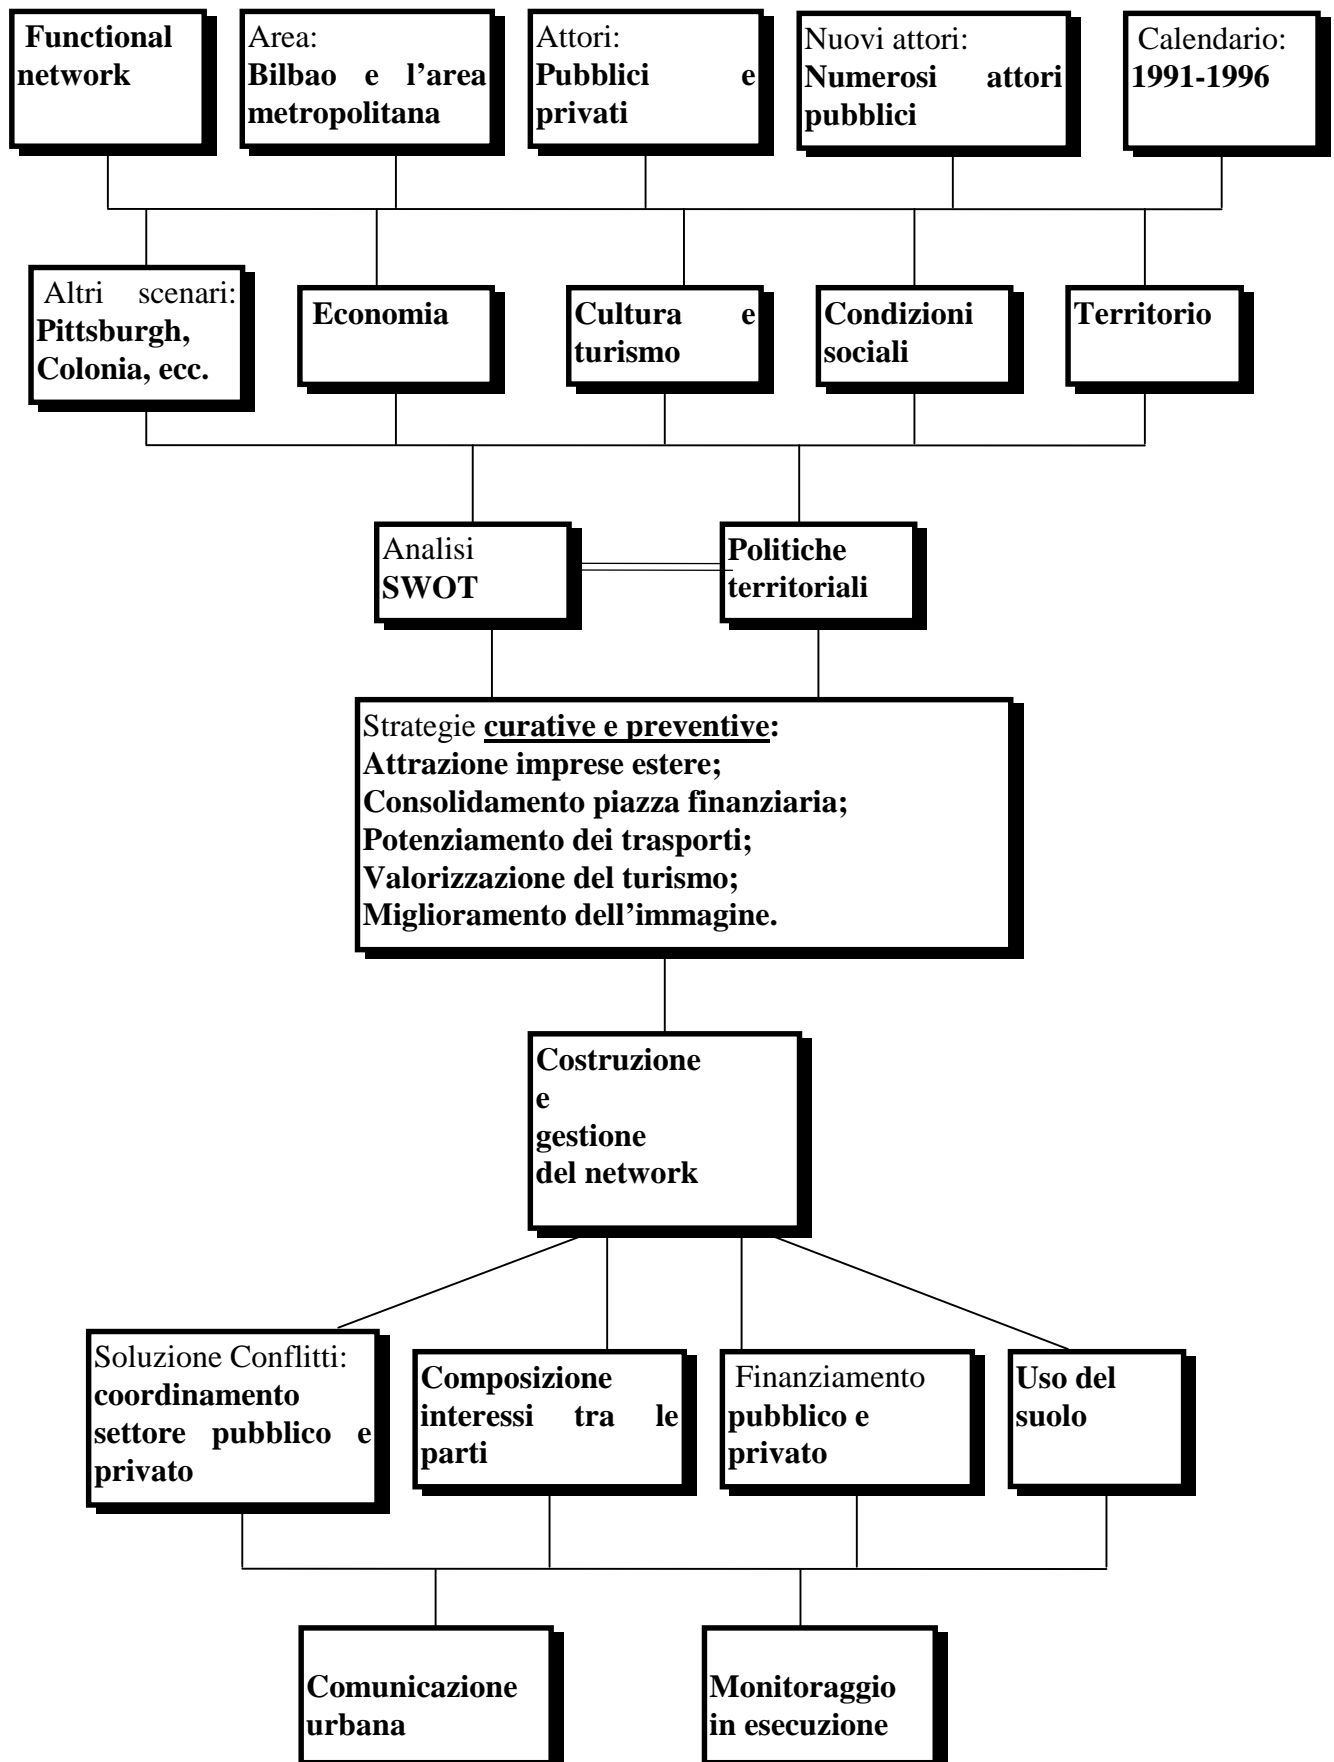 Functional
network
Area:
Bilbao e l'area
metropolitana
Attori:
Pubblici e
privati
Nuovi attori:
Numerosi attori
pubblici
Calendario:
1991-1996
Altri scenari:
Pittsburgh,
Colonia, ecc.
Economia
Cultura e
turismo
Condizioni
sociali
Territorio
Analisi
SWOT
Politiche
territoriali
Strategie curative e preventive:
Attrazione imprese estere;
Consolidamento piazza finanziaria;
Potenziamento dei trasporti;
Valorizzazione del turismo;
Miglioramento dell'immagine.
Costruzione
e
gestione
del network
Soluzione Conflitti:
coordinamento
settore pubblico e
privato
Composizione
interessi tra le
parti
Finanziamento
pubblico e
privato
Uso del
suolo
Comunicazione
urbana
Monitoraggio
in esecuzione